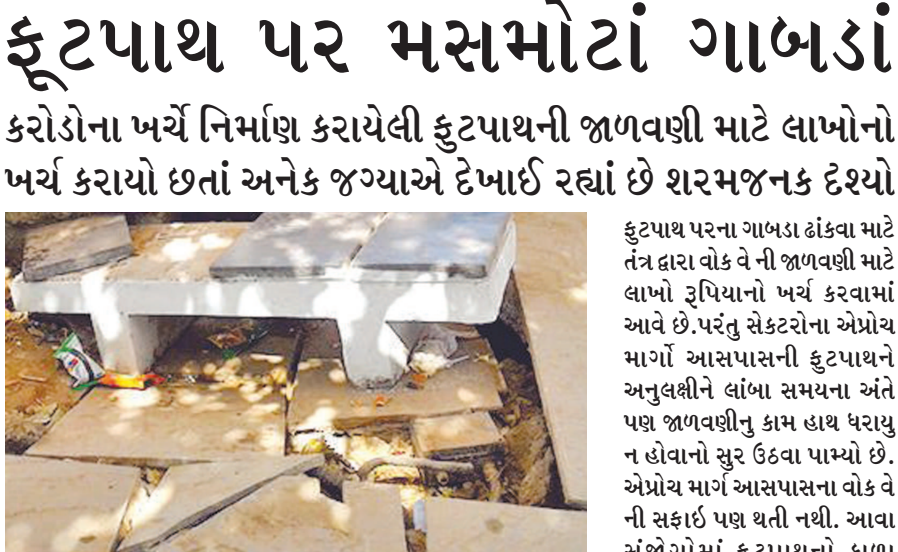 ફૂટપાથ પર મસમોટાં ગાબડાં
કરોડોના ખર્ચે નિર્માણ કરાયેલી ફુટપાથની જાળવણી માટે લાખોનો
ખર્ચ કરાયો છતાં અનેક જગ્યાએ દેખાઈ રહ્યાં છે શરમજનક દૃશ્યો
ફુટપાથ પરના ગાબડા ઢાંકવા માટે
તંત્ર દ્વારા વોક વે ની જાળવણી માટે
લાખો રૂપિયાનો ખર્ચ કરવામાં
આવે છે.પરંતુ સેકટરોના એપ્રોચ
માર્ગો આસપાસની ફુટપાથને
અનુલક્ષીને લાંબા સમયના અંતે
પણ જાળવણીનુ કામ હાથ ધરાયુ
ન હોવાનો સુર ઉઠવા પામ્યો છે.
એપ્રોચ માર્ગ આસપાસના વોક વે
ની સફાઇ પણ થતી નથી. આવા